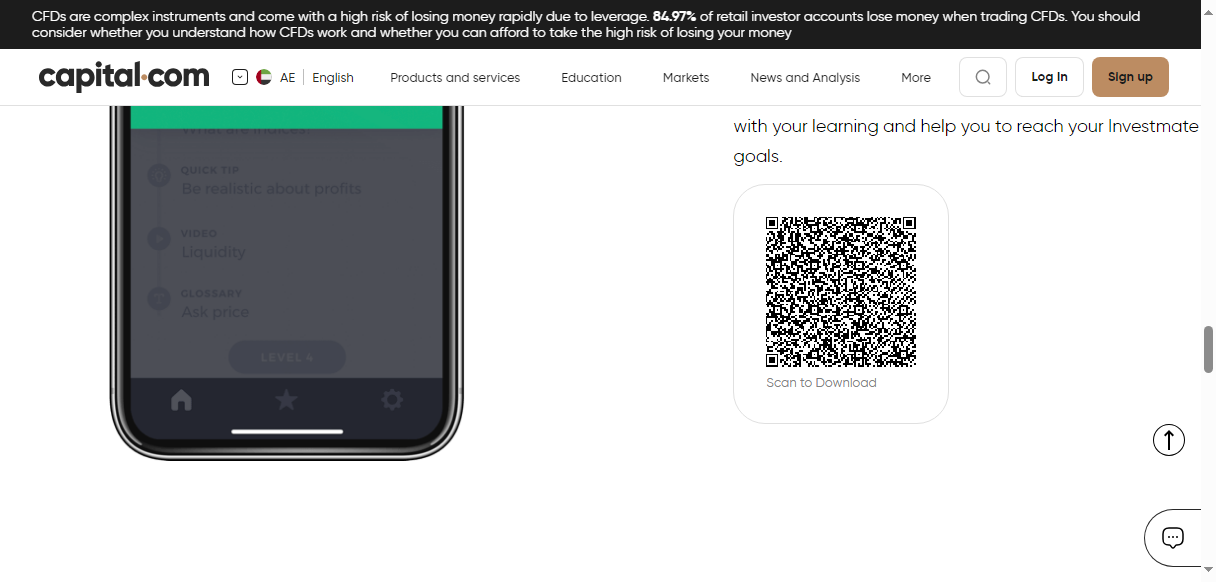 CFDs are complex instruments and come with a high risk of losing money rapidly due to leverage. 84.97% of retail investor accounts lose money when trading CFDs. You should
consider whether you understand how CFDs work and whether you can afford to take the high risk of losing your money
capital.com
AE
English
Products and services
Education
Markets
News and Analysis
More
Log In
Sign up
What are indices?
QUICK TIP
Be realistic about profits
VIDEO
Liquidity
GLOSSARY
Ask price
LEVEL 4
with your learning and help you to reach your Investmate
goals.
Scan to Download